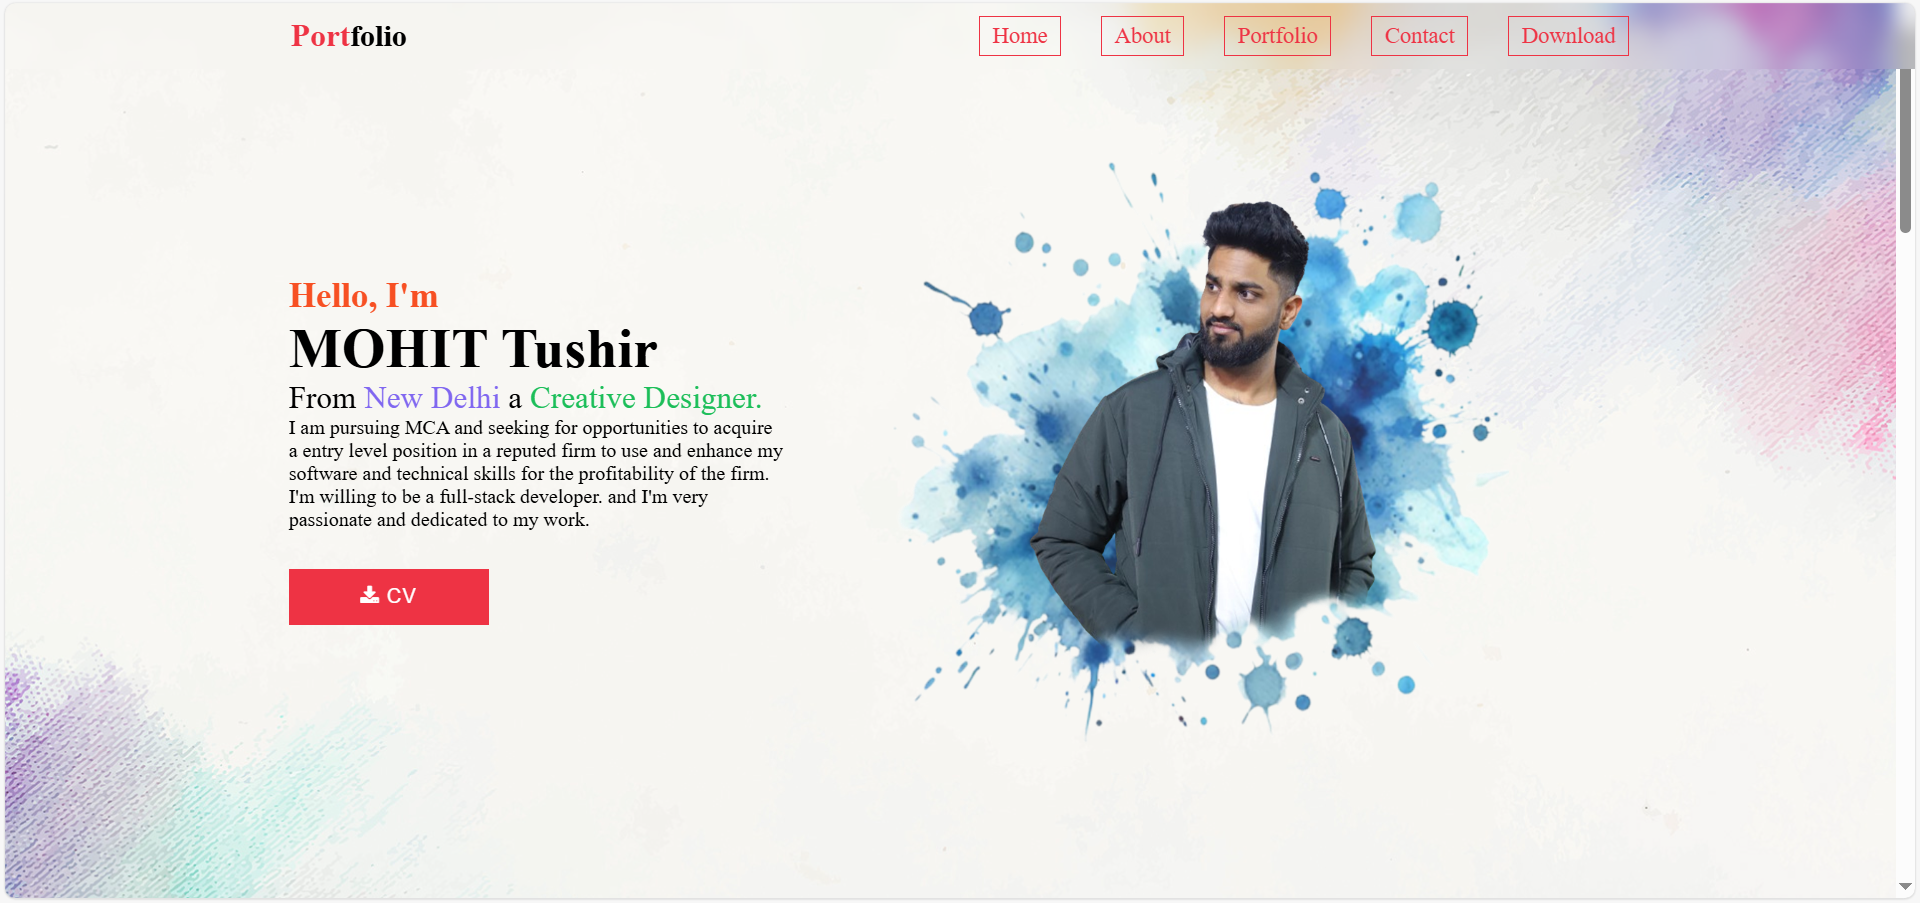 Portfolio
Home About Portfolio Contact Download
Hello, I'm
MOHIT Tushir
From New Delhi a Creative Designer.
I am pursuing MCA and seeking for opportunities to acquire
a entry level position in a reputed firm to use and enhance my
software and technical skills for the profitability of the firm.
I'm willing to be a full-stack developer. and I'm very
passionate and dedicated to my work.
CV